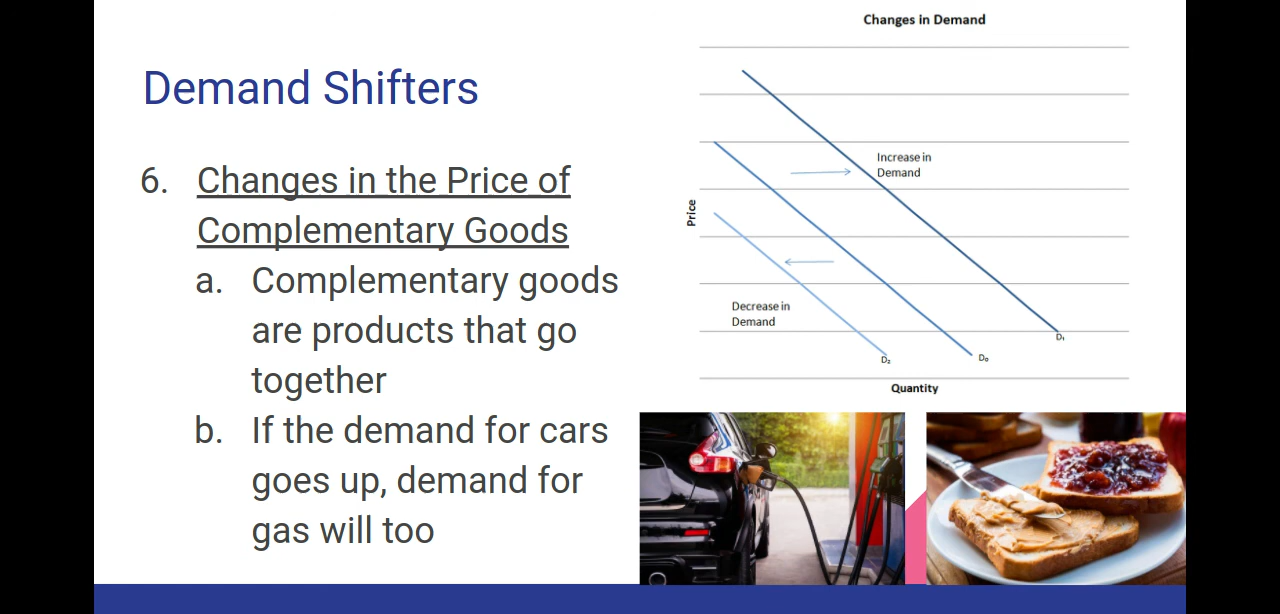 Demand Shifters
6. Changes in the Price of
Complementary Goods
a. Complementary goods
are products that go
together
b. If the demand for cars
goes up, demand for
gas will too
Changes in Demand
Increase in
Demand
Price
Decrease in
Demand
D₁
D₂
D₀
Quantity